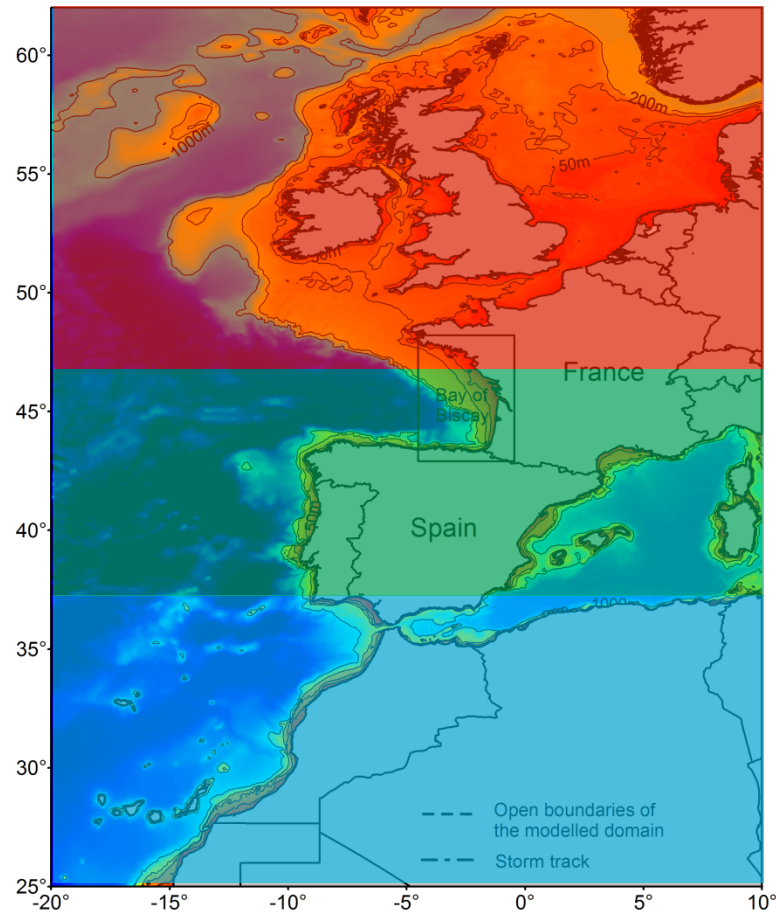 60°
200m
1000m
55°
50m
50°
France
45°
Bay of
Biscay
40°
Spain
35°
30°
Open boundaries of
the modelled domain
Storm track
25°
-20° -15° -10° -5° 0° 5° 10°